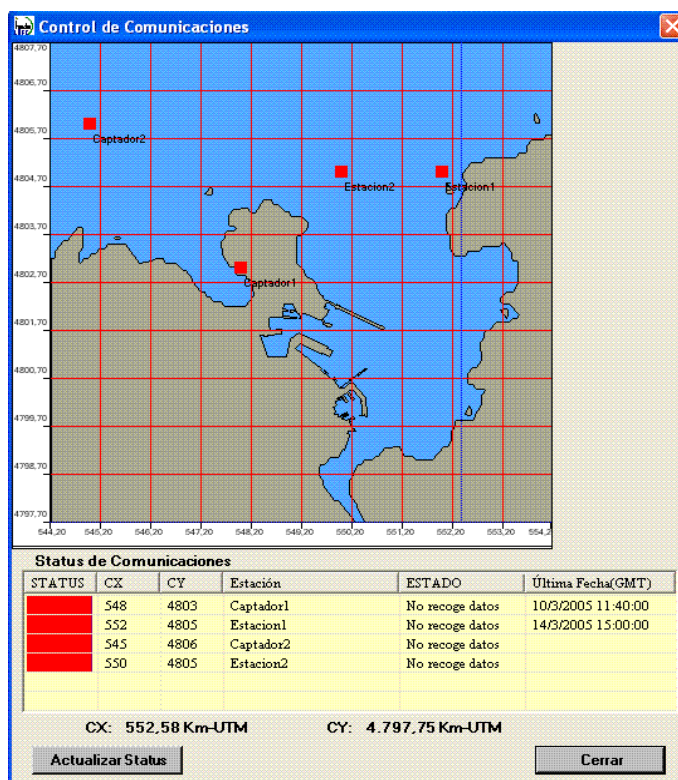 Control de Comunicaciones
4807,70
4806,70
4805,70
4804,70
4803,70
4802,70
4801,70
4800,70
4799,70
4798,70
4797,70
Captador2
Estacion2
Estacion1
Captador1
544,20 545,20 546,20 547,20 548,20 549,20 550,20 551,20 552,20 553,20 554,2
Status de Comunicaciones
STATUS CX CY Estación ESTADO Última Fecha(GMT)
548 4803 Captador1 No recoge datos 10/3/2005 11:40:00
552 4805 Estacion1 No recoge datos 14/3/2005 15:00:00
545 4806 Captador2 No recoge datos
550 4805 Estacion2 No recoge datos
CX: 552,58 Km-UTM CY: 4.797,75 Km-UTM
Actualizar Status Cerrar